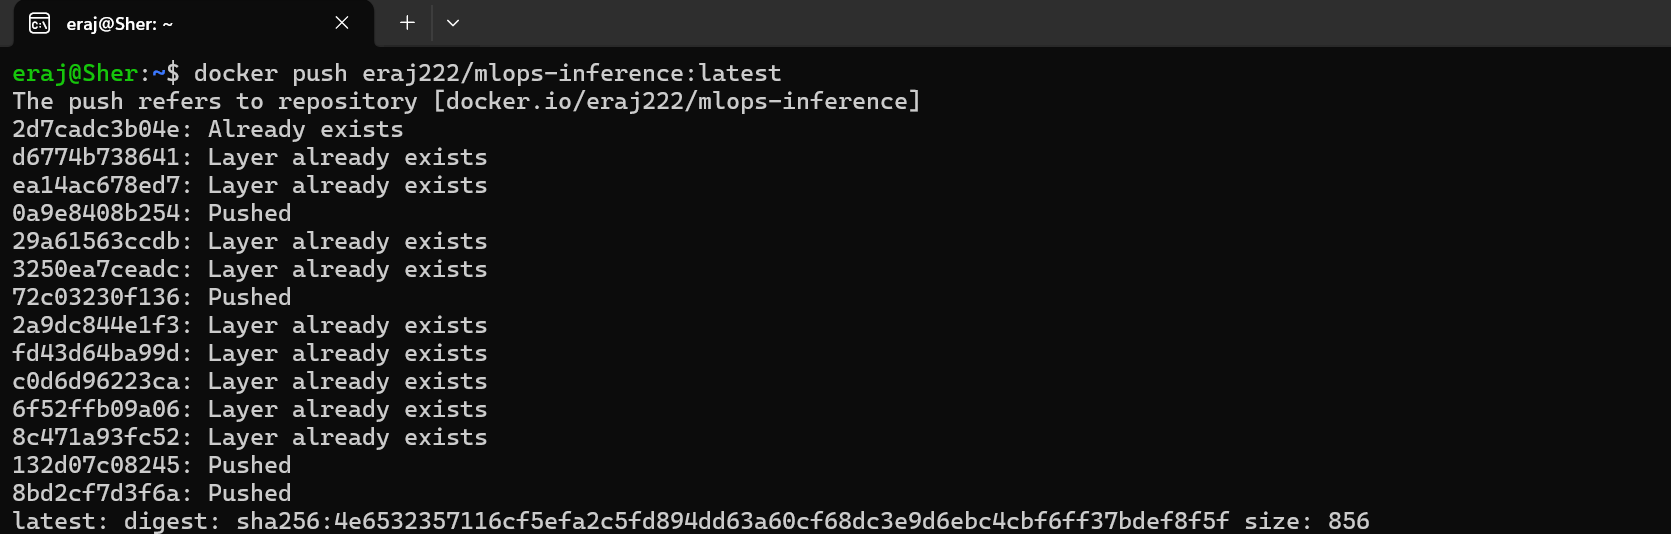 eraj@Sher: ~
eraj@Sher:~$ docker push eraj222/mlops-inference:latest
The push refers to repository [docker.io/eraj222/mlops-inference]
2d7cadc3b04e: Already exists
d6774b738641: Layer already exists
ea14ac678ed7: Layer already exists
0a9e8408b254: Pushed
29a61563ccdb: Layer already exists
3250ea7ceadc: Layer already exists
72c03230f136: Pushed
2a9dc844e1f3: Layer already exists
fd43d64ba99d: Layer already exists
c0d6d96223ca: Layer already exists
6f52ffb09a06: Layer already exists
8c471a93fc52: Layer already exists
132d07c08245: Pushed
8bd2cf7d3f6a: Pushed
latest: digest: sha256:4e6532357116cf5efa2c5fd894dd63a60cf68dc3e9d6ebc4cbf6ff37bdef8f5f size: 856